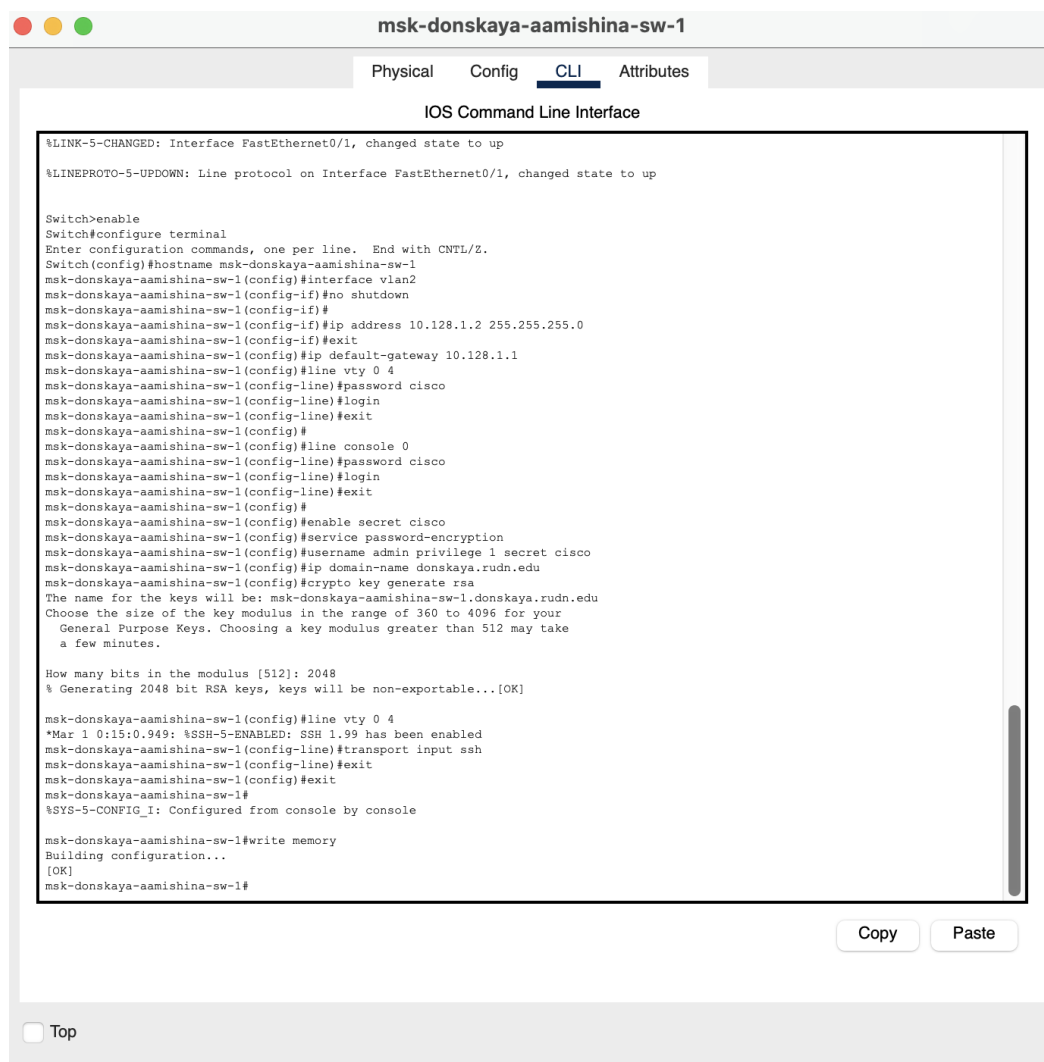 msk-donskaya-aamishina-sw-1
Physical Config CLI Attributes
IOS Command Line Interface
%LINK-5-CHANGED: Interface FastEthernet0/1, changed state to up
%LINEPROTO-5-UPDOWN: Line protocol on Interface FastEthernet0/1, changed state to up
Switch>enable
Switch#configure terminal
Enter configuration commands, one per line.  End with CNTL/Z.
Switch(config)#hostname msk-donskaya-aamishina-sw-1
msk-donskaya-aamishina-sw-1(config)#interface vlan2
msk-donskaya-aamishina-sw-1(config-if)#no shutdown
msk-donskaya-aamishina-sw-1(config-if)#
msk-donskaya-aamishina-sw-1(config-if)#ip address 10.128.1.2 255.255.255.0
msk-donskaya-aamishina-sw-1(config-if)#exit
msk-donskaya-aamishina-sw-1(config)#ip default-gateway 10.128.1.1
msk-donskaya-aamishina-sw-1(config)#line vty 0 4
msk-donskaya-aamishina-sw-1(config-line)#password cisco
msk-donskaya-aamishina-sw-1(config-line)#login
msk-donskaya-aamishina-sw-1(config-line)#exit
msk-donskaya-aamishina-sw-1(config)#
msk-donskaya-aamishina-sw-1(config)#line console 0
msk-donskaya-aamishina-sw-1(config-line)#password cisco
msk-donskaya-aamishina-sw-1(config-line)#login
msk-donskaya-aamishina-sw-1(config-line)#exit
msk-donskaya-aamishina-sw-1(config)#
msk-donskaya-aamishina-sw-1(config)#enable secret cisco
msk-donskaya-aamishina-sw-1(config)#service password-encryption
msk-donskaya-aamishina-sw-1(config)#username admin privilege 1 secret cisco
msk-donskaya-aamishina-sw-1(config)#ip domain-name donskaya.rudn.edu
msk-donskaya-aamishina-sw-1(config)#crypto key generate rsa
The name for the keys will be: msk-donskaya-aamishina-sw-1.donskaya.rudn.edu
Choose the size of the key modulus in the range of 360 to 4096 for your
General Purpose Keys. Choosing a key modulus greater than 512 may take
a few minutes.
How many bits in the modulus [512]: 2048
% Generating 2048 bit RSA keys, keys will be non-exportable...[OK]
msk-donskaya-aamishina-sw-1(config)#line vty 0 4
*Mar 1 0:15:0.949: %SSH-5-ENABLED: SSH 1.99 has been enabled
msk-donskaya-aamishina-sw-1(config-line)#transport input ssh
msk-donskaya-aamishina-sw-1(config-line)#exit
msk-donskaya-aamishina-sw-1(config)#exit
msk-donskaya-aamishina-sw-1#
%SYS-5-CONFIG_I: Configured from console by console
msk-donskaya-aamishina-sw-1#write memory
Building configuration...
[OK]
msk-donskaya-aamishina-sw-1#
Copy Paste
Top